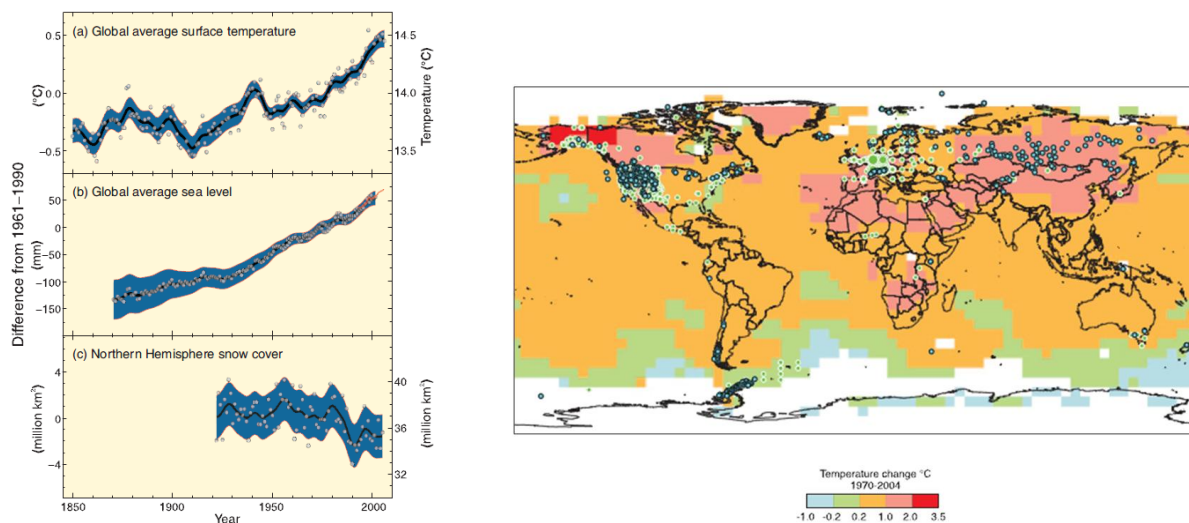 (a) Global average surface temperature
0.5
0.0
-0.5
(°C)
14.5
14.0
13.5
Temperature (°C)
Difference from 1961–1990
(b) Global average sea level
50
0
-50
-100
-150
(mm)
(c) Northern Hemisphere snow cover
4
0
-4
(million km²)
40
36
32
(million km²)
1850 1900 1950 2000
Year
Temperature change °C
1970-2004
-1.0 -0.2 0.2 1.0 2.0 3.5